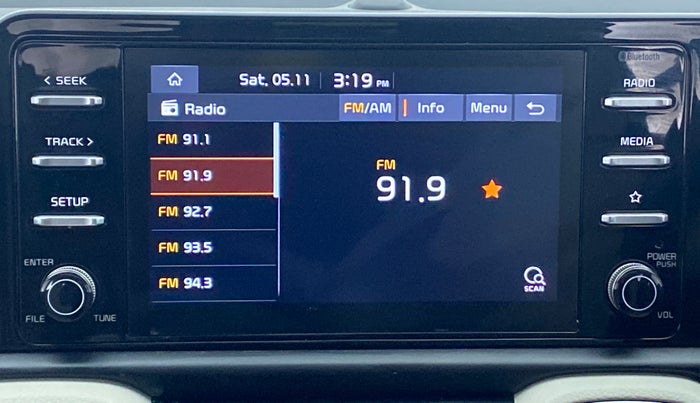 Bluetooth
< SEEK
TRACK >
SETUP
ENTER
FILE
TUNE
Sat. 05.11
3:19 PM
Radio
FM/AM
Info
Menu
FM 91.1
FM 91.9
FM 92.7
FM 93.5
FM 94.3
FM
91.9
SCAN
RADIO
MEDIA
POWER
PUSH
VOL